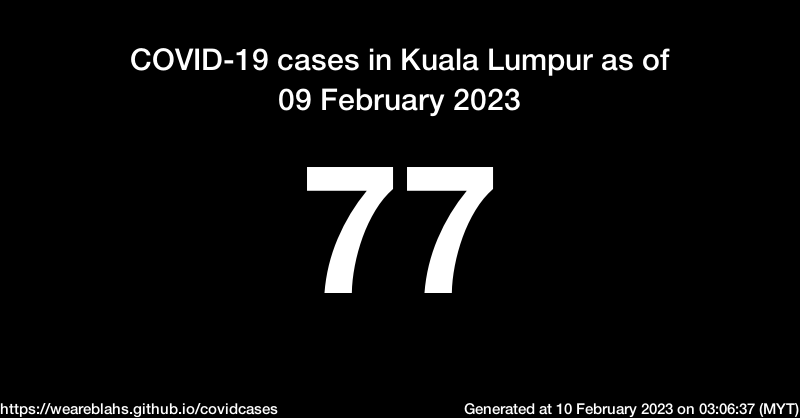 COVID-19 cases in Kuala Lumpur as of
09 February 2023
77
https://weareblahs.github.io/covidcases
Generated at 10 February 2023 on 03:06:37 (MYT)